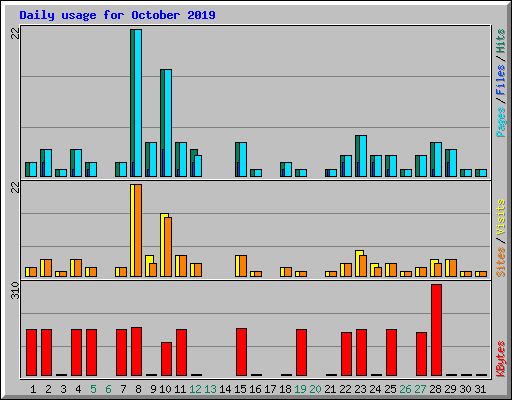 Daily usage for October 2019
22
Pages / Files / Hits
22
Sites / Visits
310
KBytes
1 2 3 4 5 6 7 8 9 10 11 12 13 14 15 16 17 18 19 20 21 22 23 24 25 26 27 28 29 30 31